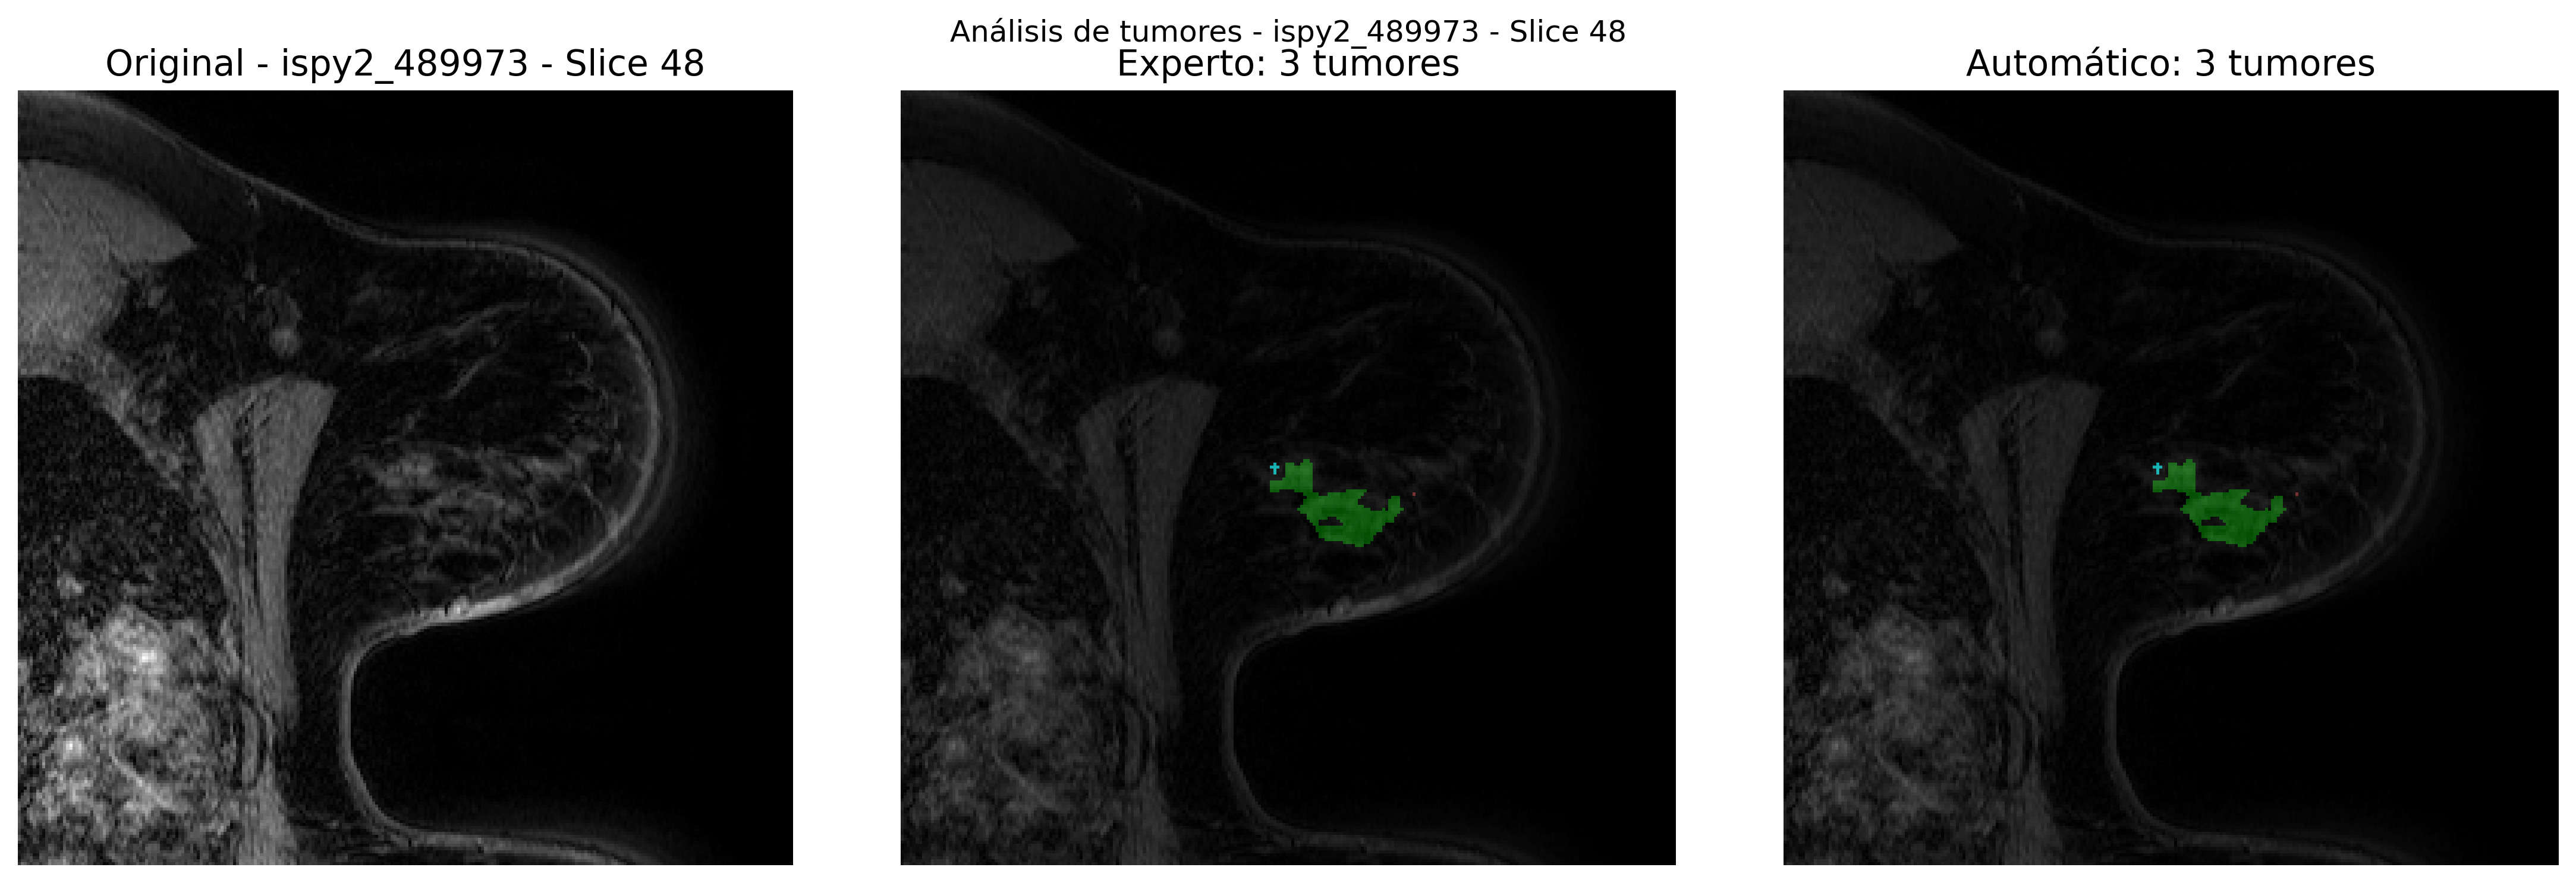 Análisis de tumores - ispy2_489973 - Slice 48
Original - ispy2_489973 - Slice 48
Experto: 3 tumores
Automático: 3 tumores